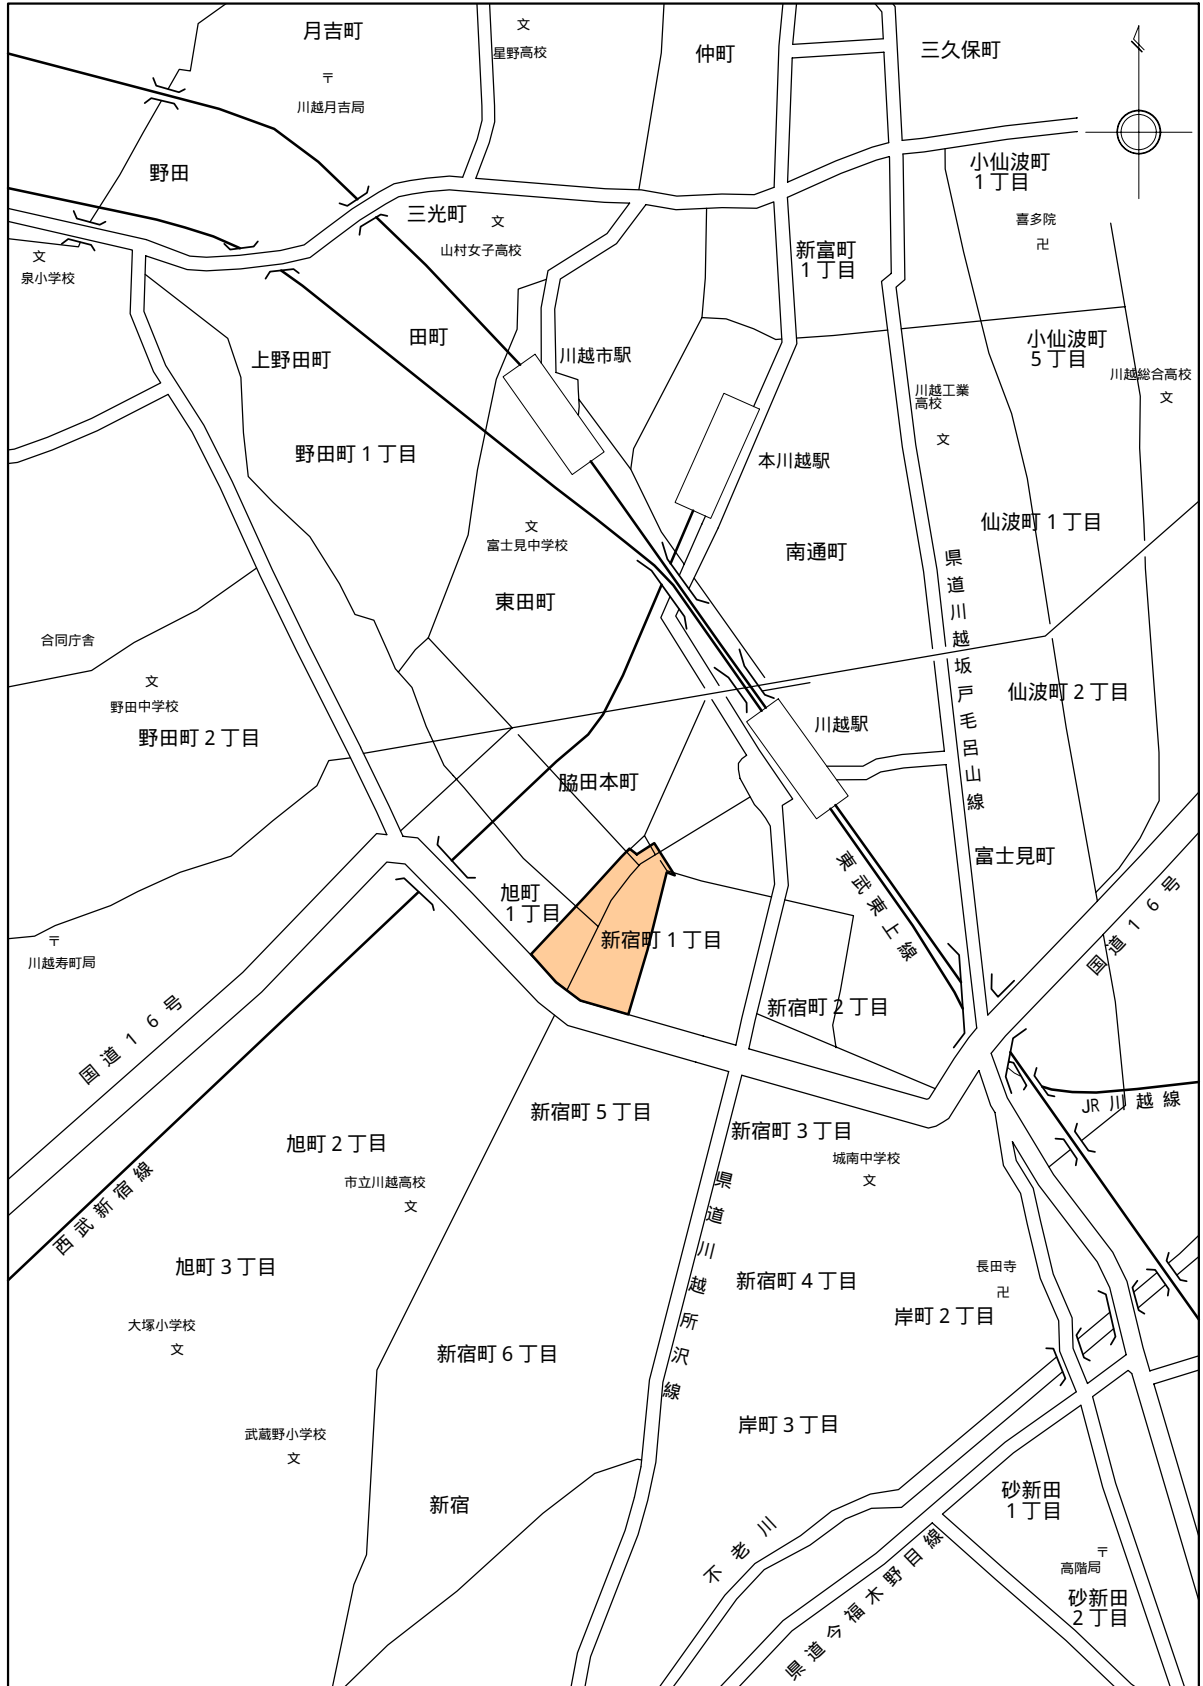 月吉町
文
星野高校
仲町
三久保町
〒
川越月吉局
野田
小仙波町
1丁目
三光町
文
山村女子高校
喜多院
卍
新富町
1丁目
文
泉小学校
田町
川越市駅
上野田町
小仙波町
5丁目
川越総合高校
文
川越工業
高校
文
野田町1丁目
本川越駅
文
富士見中学校
仙波町1丁目
南通町
県道川越坂戸毛呂山線
東田町
合同庁舎
文
野田中学校
野田町2丁目
仙波町2丁目
川越駅
脇田本町
東武東上線
富士見町
旭町
1丁目
国道16号
新宿町1丁目
〒
川越寿町局
国道16号
新宿町2丁目
JR川越線
新宿町5丁目
新宿町3丁目
旭町2丁目
城南中学校
文
市立川越高校
文
西武新宿線
県道川越所沢線
旭町3丁目
新宿町4丁目
長田寺
卍
岸町2丁目
大塚小学校
文
新宿町6丁目
岸町3丁目
武蔵野小学校
文
新宿
砂新田
1丁目
不老川
県道今福木野目線
〒
高階局
砂新田
2丁目